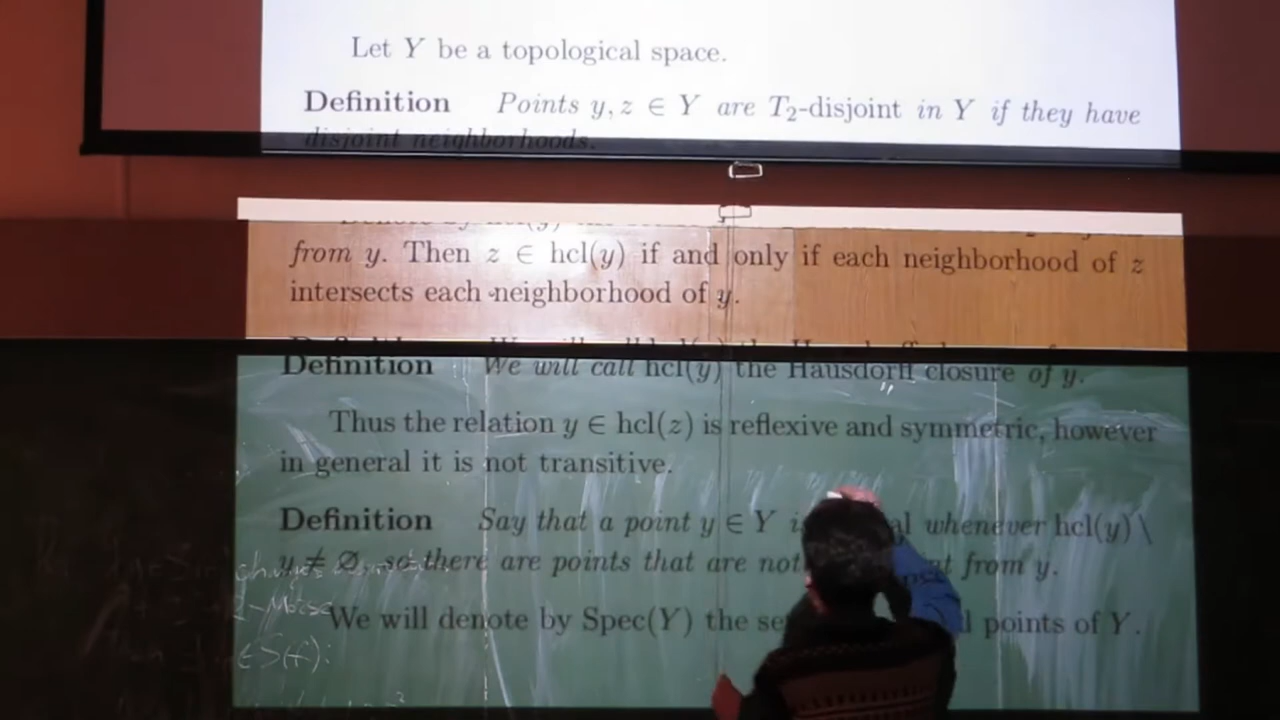 Let Y be a topological space.
Definition Points y, z ∈ Y are T₂-disjoint in Y if they have
disjoint neighborhoods.
from y. Then z ∈ hcl(y) if and only if each neighborhood of z
intersects each neighborhood of y.
Definition We will call hcl(y) the Hausdorff closure of y.
Thus the relation y ∈ hcl(z) is reflexive and symmetric, however
in general it is not transitive.
Definition Say that a point y ∈ Y whenever hcl(y) \
y ≠ ∅, so there are points that are not from y.
We will denote by Spec(Y) the points of Y.